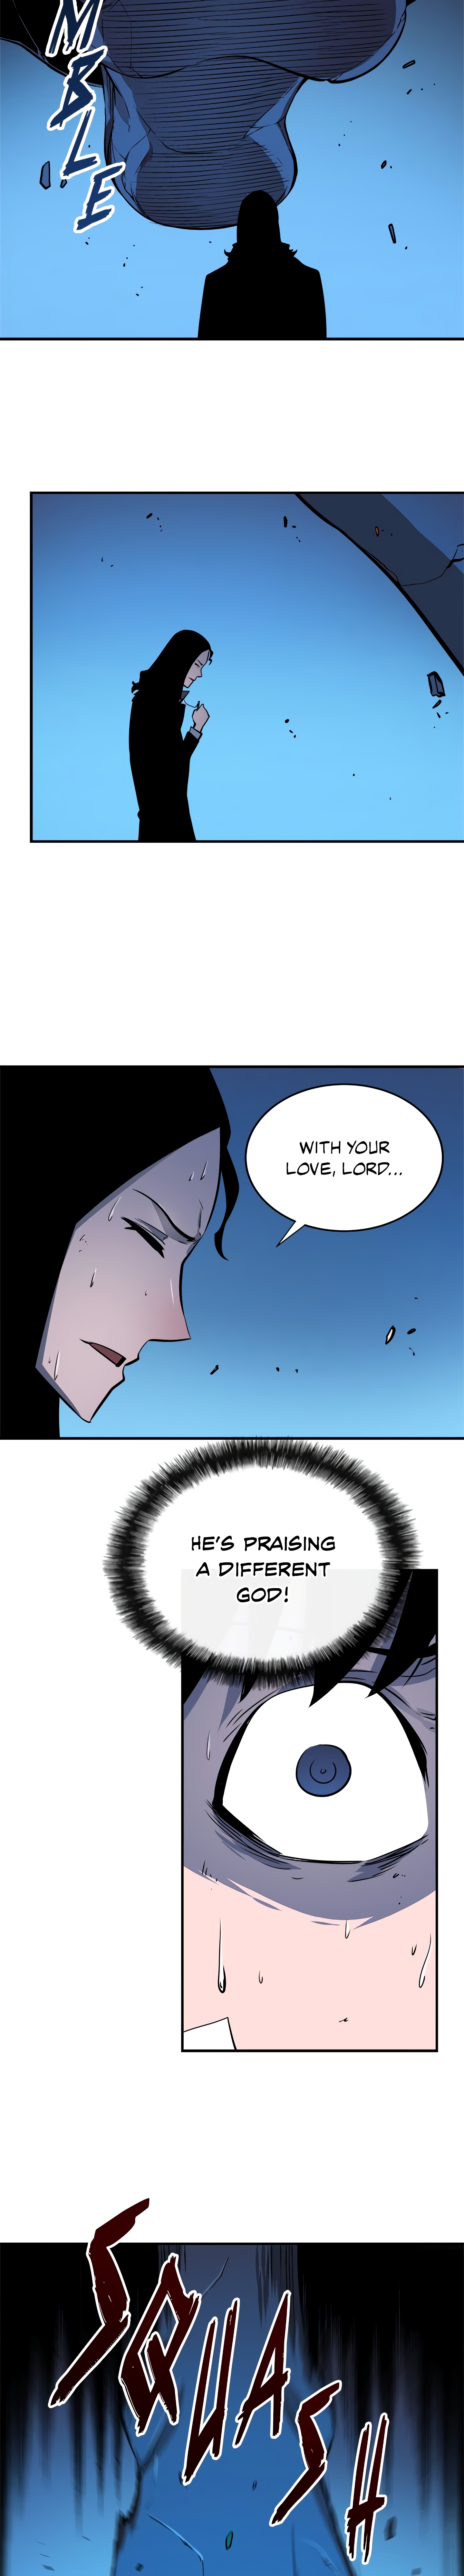 MBLE
WITH YOUR
LOVE, LORD...
HE'S PRAISING
A DIFFERENT
GOD!
SQUASH